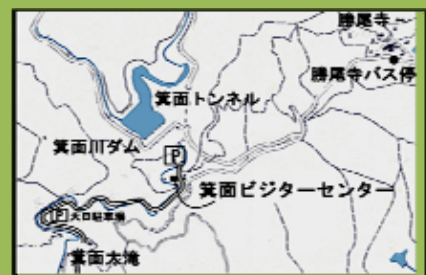 勝尾寺
勝尾寺バス停
箕面トンネル
箕面川ダム
P
箕面ビジターセンター
P 大日駐車場
箕面大滝